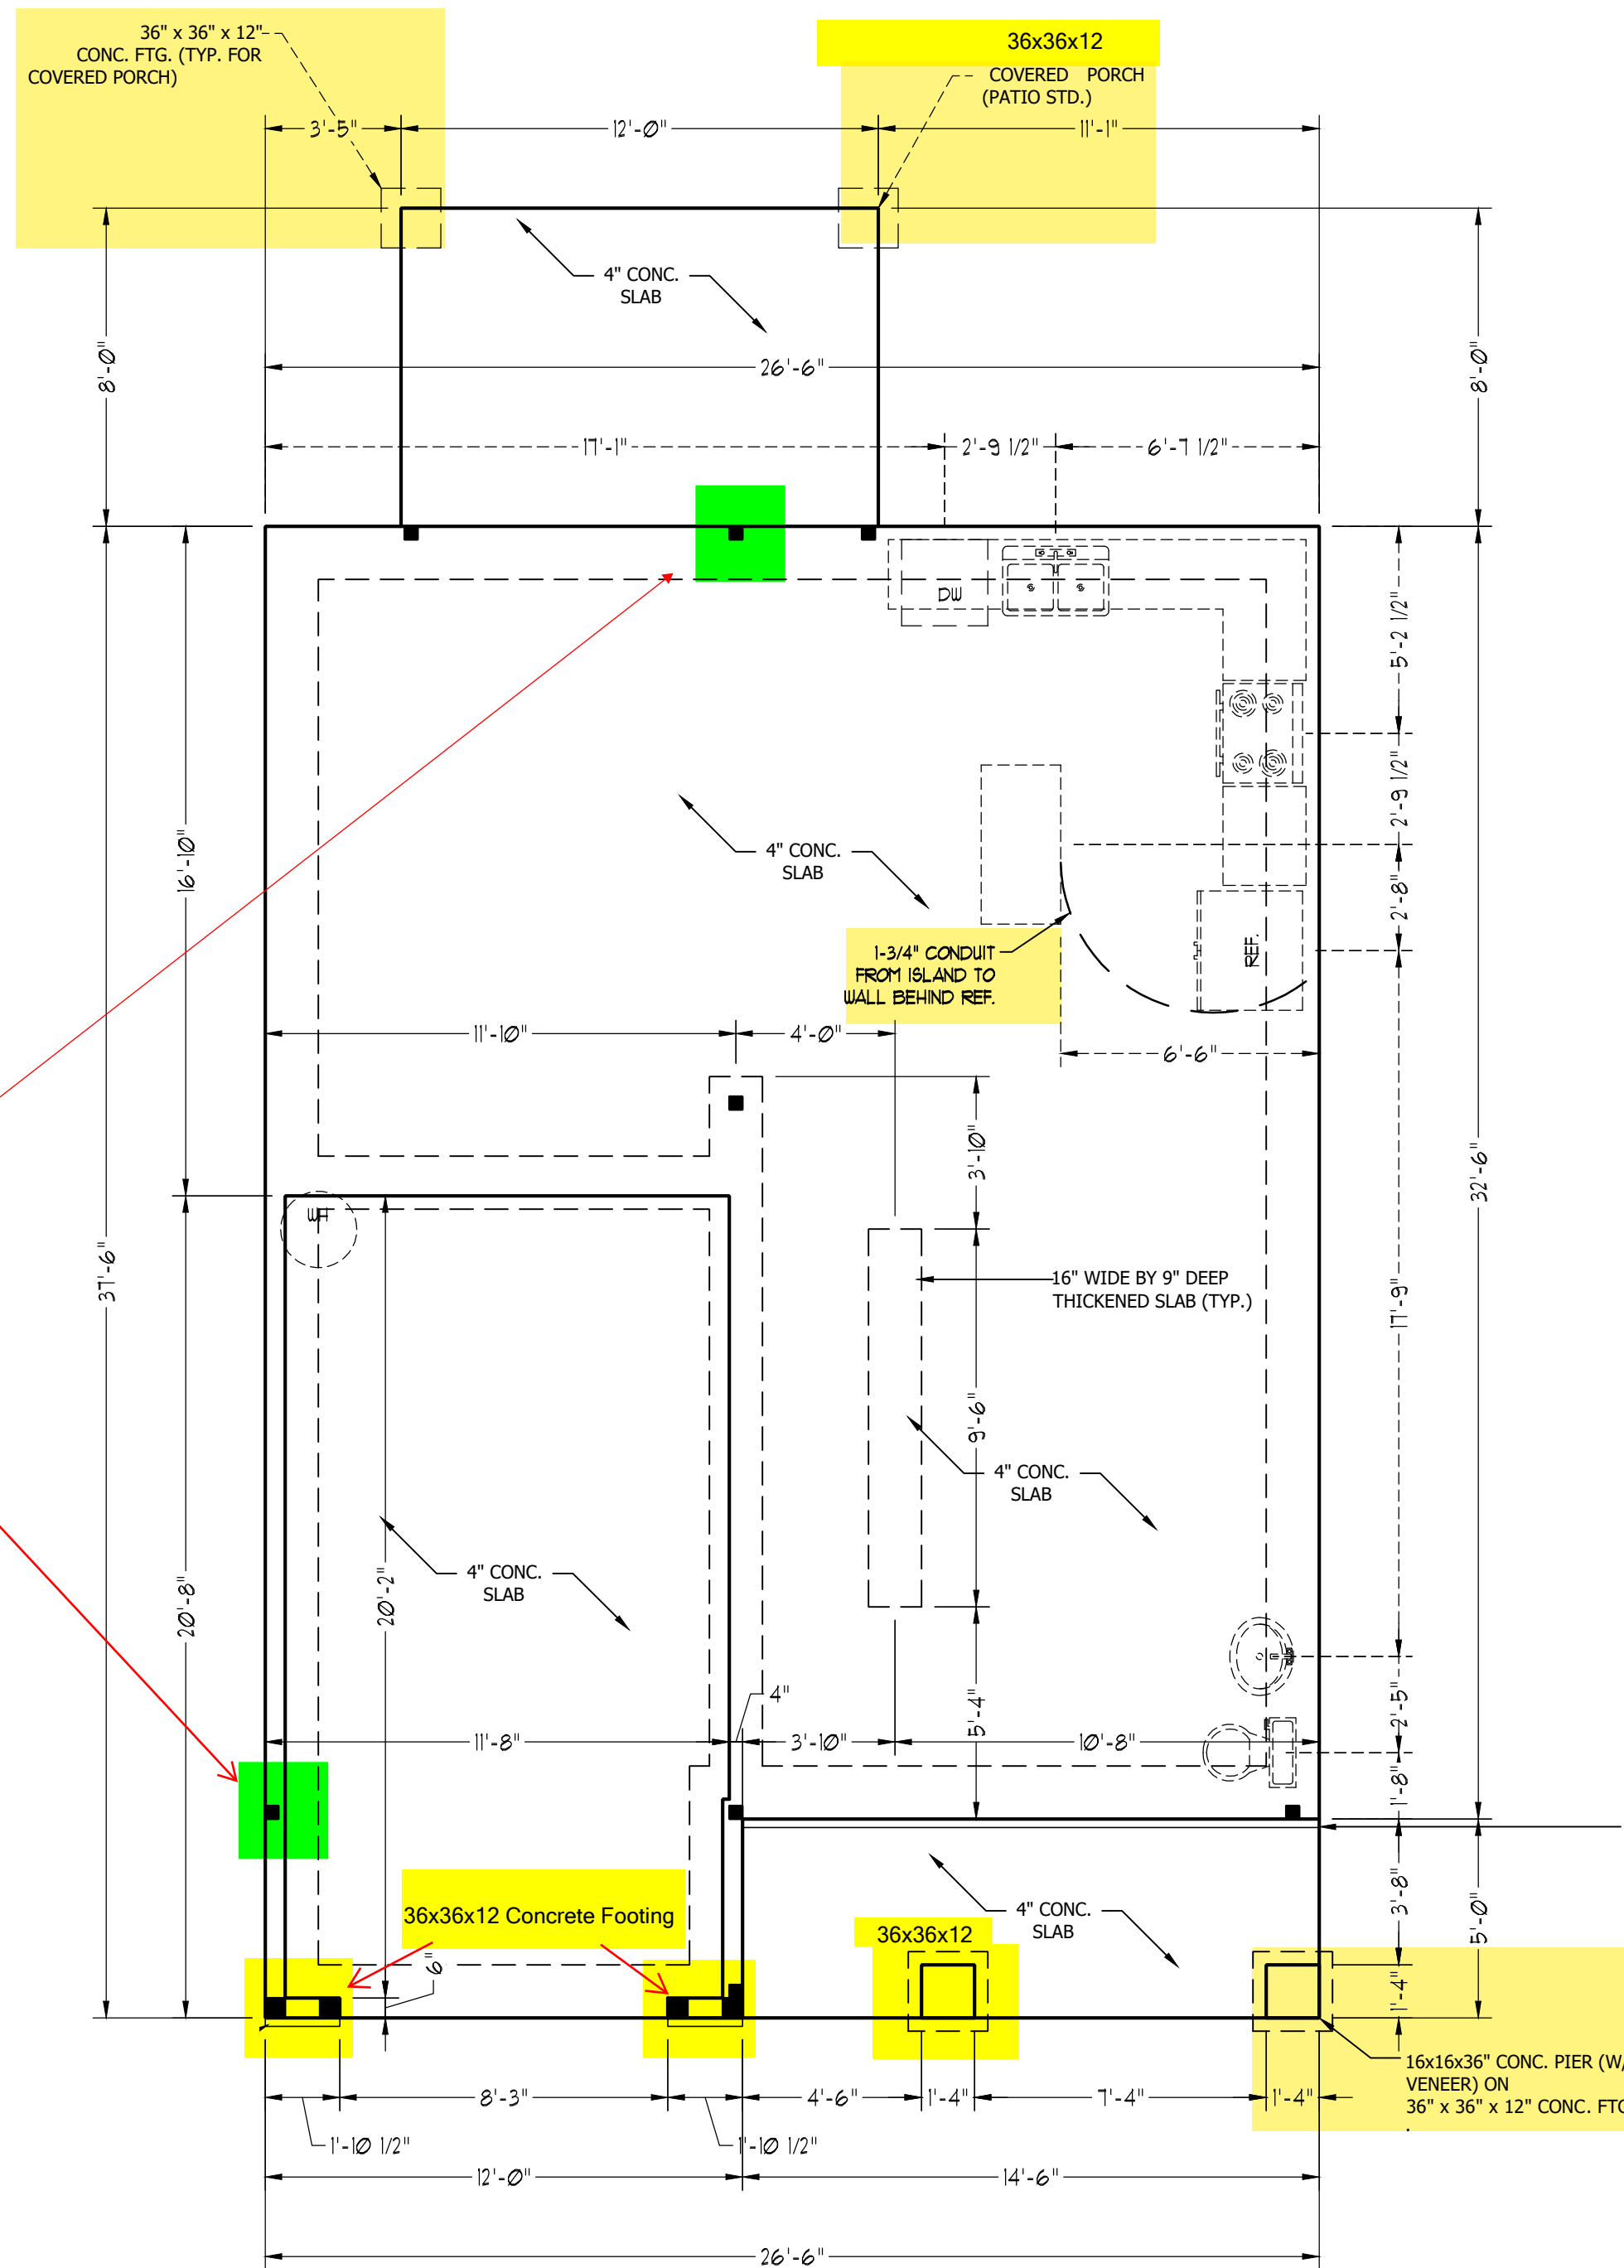 36" x 36" x 12"
CONC. FTG. (TYP. FOR
COVERED PORCH)
36x36x12
COVERED PORCH
(PATIO STD.)
3'-5"
12'-0"
11'-1"
4" CONC.
SLAB
8'-0"
8'-0"
26'-6"
17'-1"
2'-9 1/2"
6'-7 1/2"
DW
5'-2 1/2"
2'-9 1/2"
4" CONC.
SLAB
16'-10"
2'-8"
1-3/4" CONDUIT
FROM ISLAND TO
WALL BEHIND REF.
REF.
11'-10"
4'-0"
6'-6"
3'-10"
32'-6"
WH
37'-6"
16" WIDE BY 9" DEEP
THICKENED SLAB (TYP.)
17'-9"
9'-6"
4" CONC.
SLAB
4" CONC.
SLAB
20'-8"
20'-2"
4"
5'-4"
2'-5"
11'-8"
3'-10"
10'-8"
1'-8"
36x36x12 Concrete Footing
4" CONC.
SLAB
3'-8"
5'-0"
36x36x12
6"
1'-4"
16x16x36" CONC. PIER (W/
VENEER) ON
36" x 36" x 12" CONC. FTG
.
8'-3"
4'-6"
1'-4"
7'-4"
1'-4"
1'-10 1/2"
1'-10 1/2"
12'-0"
14'-6"
26'-6"